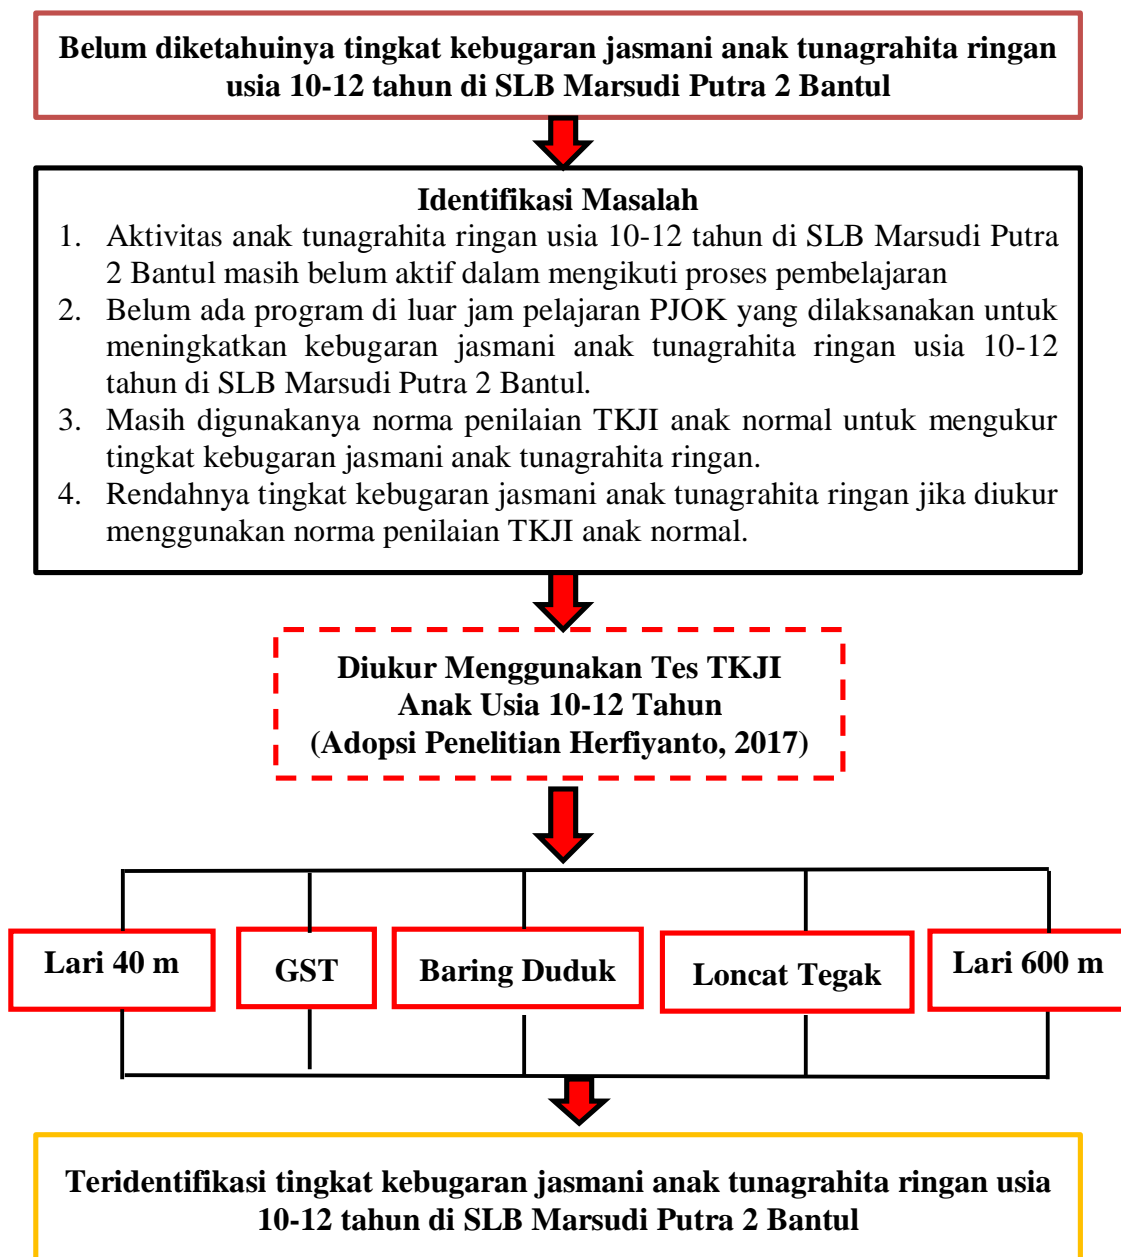 Belum diketahuinya tingkat kebugaran jasmani anak tunagrahita ringan
usia 10-12 tahun di SLB Marsudi Putra 2 Bantul
Identifikasi Masalah
1. Aktivitas anak tunagrahita ringan usia 10-12 tahun di SLB Marsudi Putra
2 Bantul masih belum aktif dalam mengikuti proses pembelajaran
2. Belum ada program di luar jam pelajaran PJOK yang dilaksanakan untuk
meningkatkan kebugaran jasmani anak tunagrahita ringan usia 10-12
tahun di SLB Marsudi Putra 2 Bantul.
3. Masih digunakanya norma penilaian TKJI anak normal untuk mengukur
tingkat kebugaran jasmani anak tunagrahita ringan.
4. Rendahnya tingkat kebugaran jasmani anak tunagrahita ringan jika diukur
menggunakan norma penilaian TKJI anak normal.
Diukur Menggunakan Tes TKJI
Anak Usia 10-12 Tahun
(Adopsi Penelitian Herfiyanto, 2017)
Lari 40 m
GST
Baring Duduk
Loncat Tegak
Lari 600 m
Teridentifikasi tingkat kebugaran jasmani anak tunagrahita ringan usia
10-12 tahun di SLB Marsudi Putra 2 Bantul